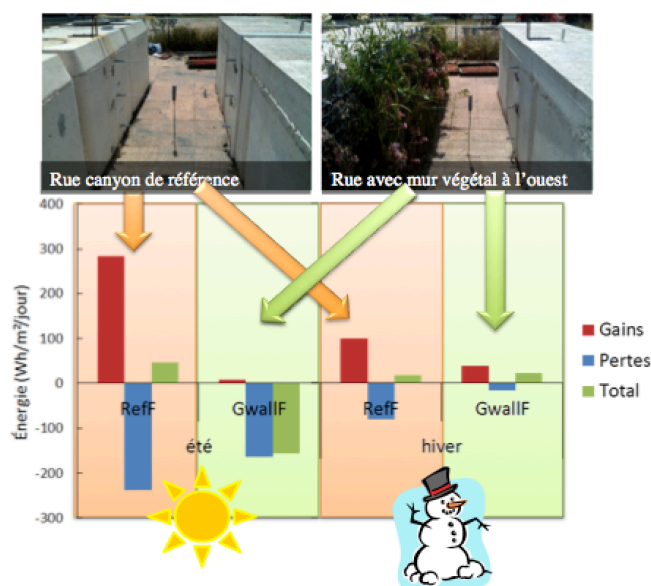 Rue canyon de référence
Rue avec mur végétal à l'ouest
Énergie (Wh/m²/jour)
400
300
200
100
0
-100
-200
-300
RefF
GwallF
RefF
GwallF
été
hiver
Gains
Pertes
Total